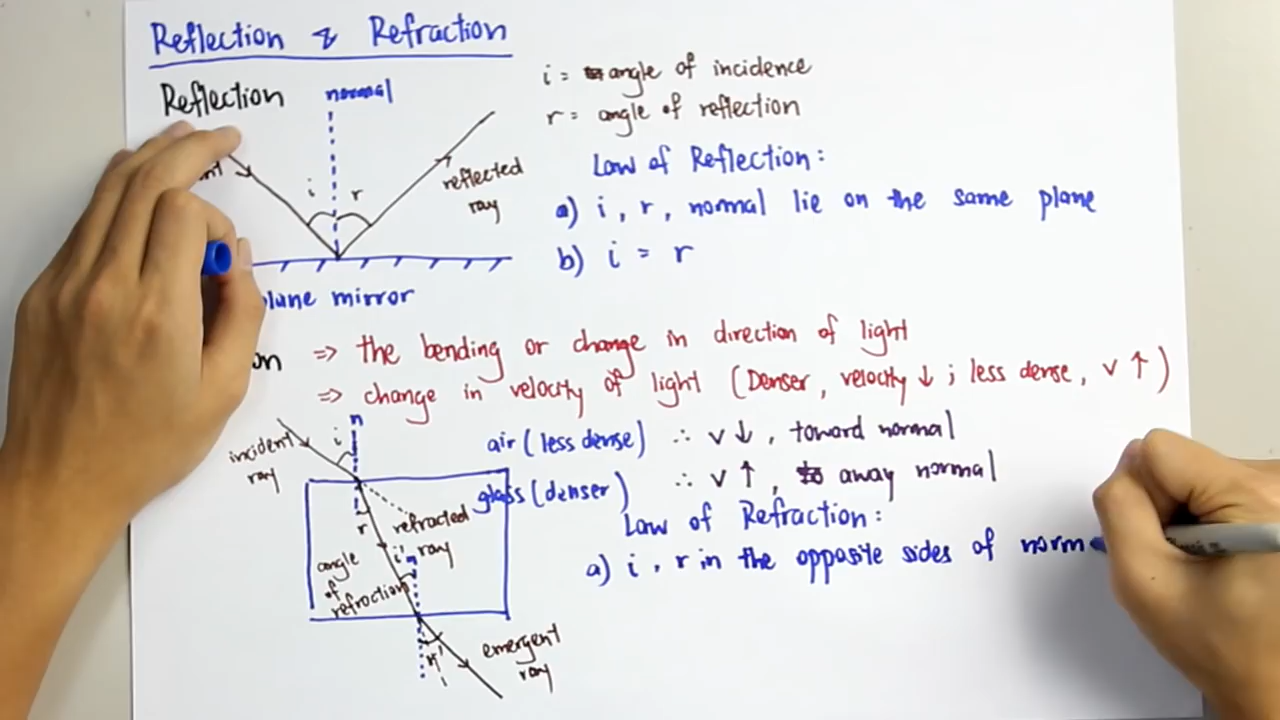 Reflection & Refraction
Reflection
normal
i = angle of incidence
r = angle of reflection
i r
reflected
ray
Law of Reflection:
a) i, r, normal lie on the same plane
b) i = r
plane mirror
on => the bending or change in direction of light
=> change in velocity of light (Denser, velocity ↓ ; less dense, v ↑)
n
i
incident
ray
air (less dense) ∴ v ↓, toward normal
glass (denser) ∴ v ↑, away normal
r
refracted
ray
angle
of
refraction
i'
n
r'
emergent
ray
Law of Refraction:
a) i, r in the opposite sides of norm